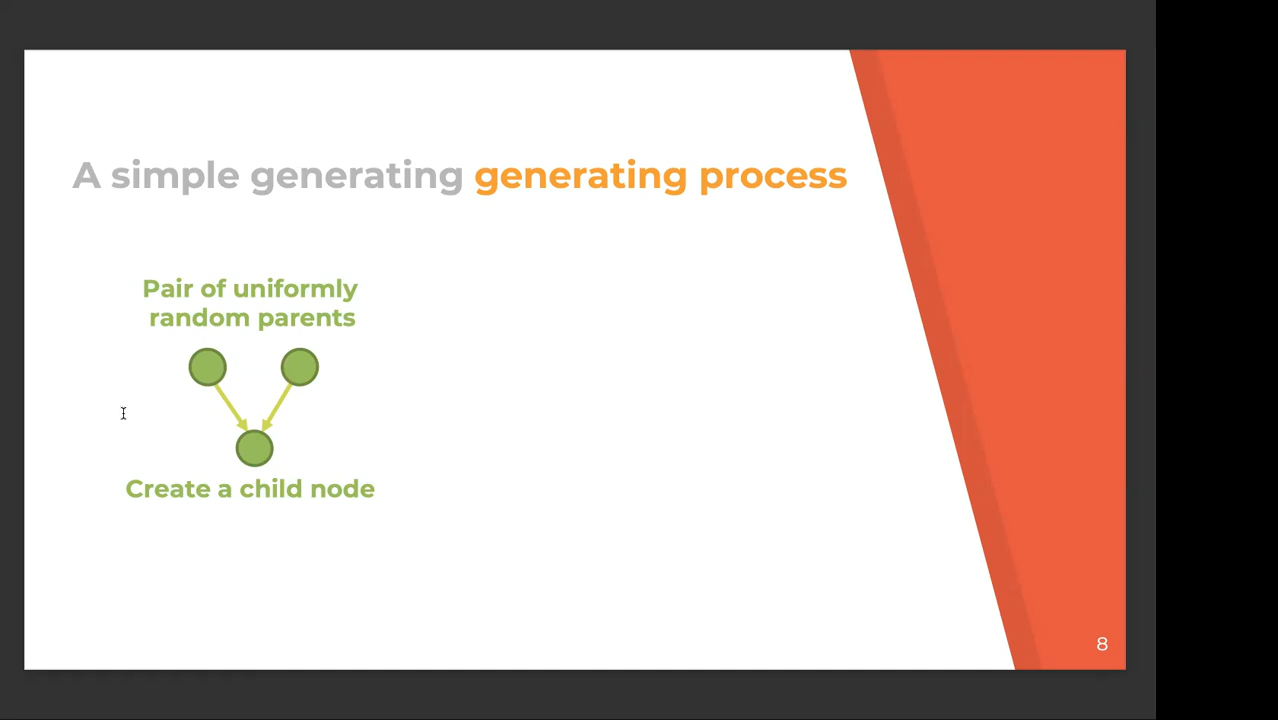 A simple generating generating process
Pair of uniformly
random parents
Create a child node
8